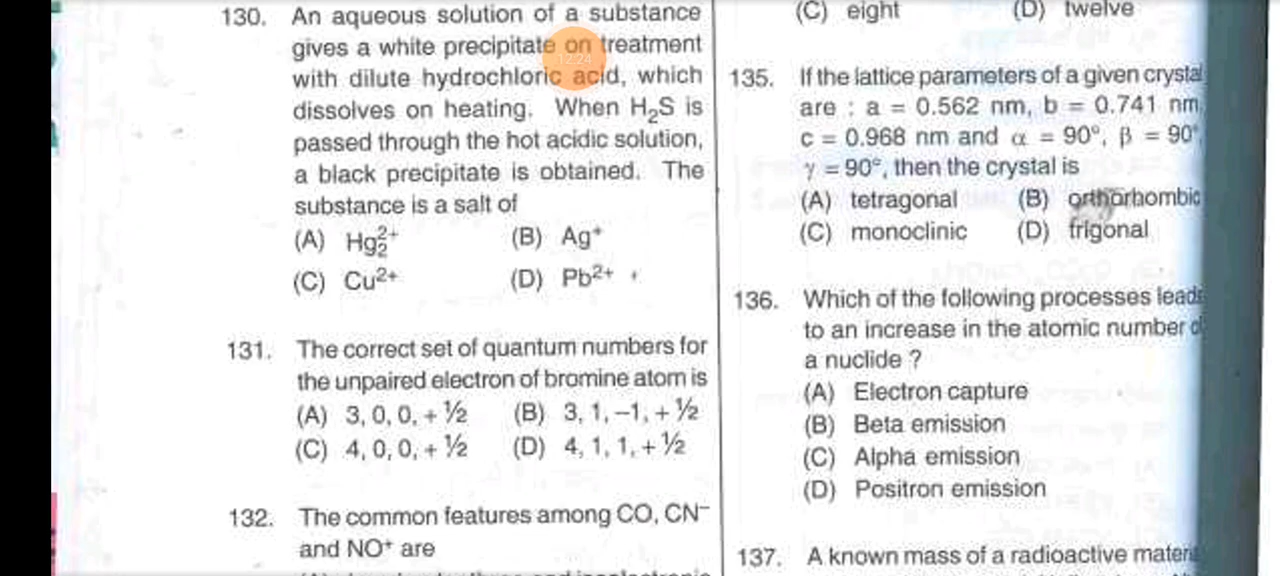 130. An aqueous solution of a substance
gives a white precipitate on treatment
with dilute hydrochloric acid, which
dissolves on heating. When H₂S is
passed through the hot acidic solution,
a black precipitate is obtained. The
substance is a salt of
(A) Hg₂²⁺ (B) Ag⁺
(C) Cu²⁺ (D) Pb²⁺
131. The correct set of quantum numbers for
the unpaired electron of bromine atom is
(A) 3, 0, 0, + ½ (B) 3, 1, –1, + ½
(C) 4, 0, 0, + ½ (D) 4, 1, 1, + ½
132. The common features among CO, CN⁻
and NO⁺ are
(C) eight (D) twelve
135. If the lattice parameters of a given crystal
are : a = 0.562 nm, b = 0.741 nm
c = 0.968 nm and α = 90°, β = 90°
γ = 90°, then the crystal is
(A) tetragonal (B) orthorhombic
(C) monoclinic (D) trigonal
136. Which of the following processes leads
to an increase in the atomic number
a nuclide ?
(A) Electron capture
(B) Beta emission
(C) Alpha emission
(D) Positron emission
137. A known mass of a radioactive
12:24